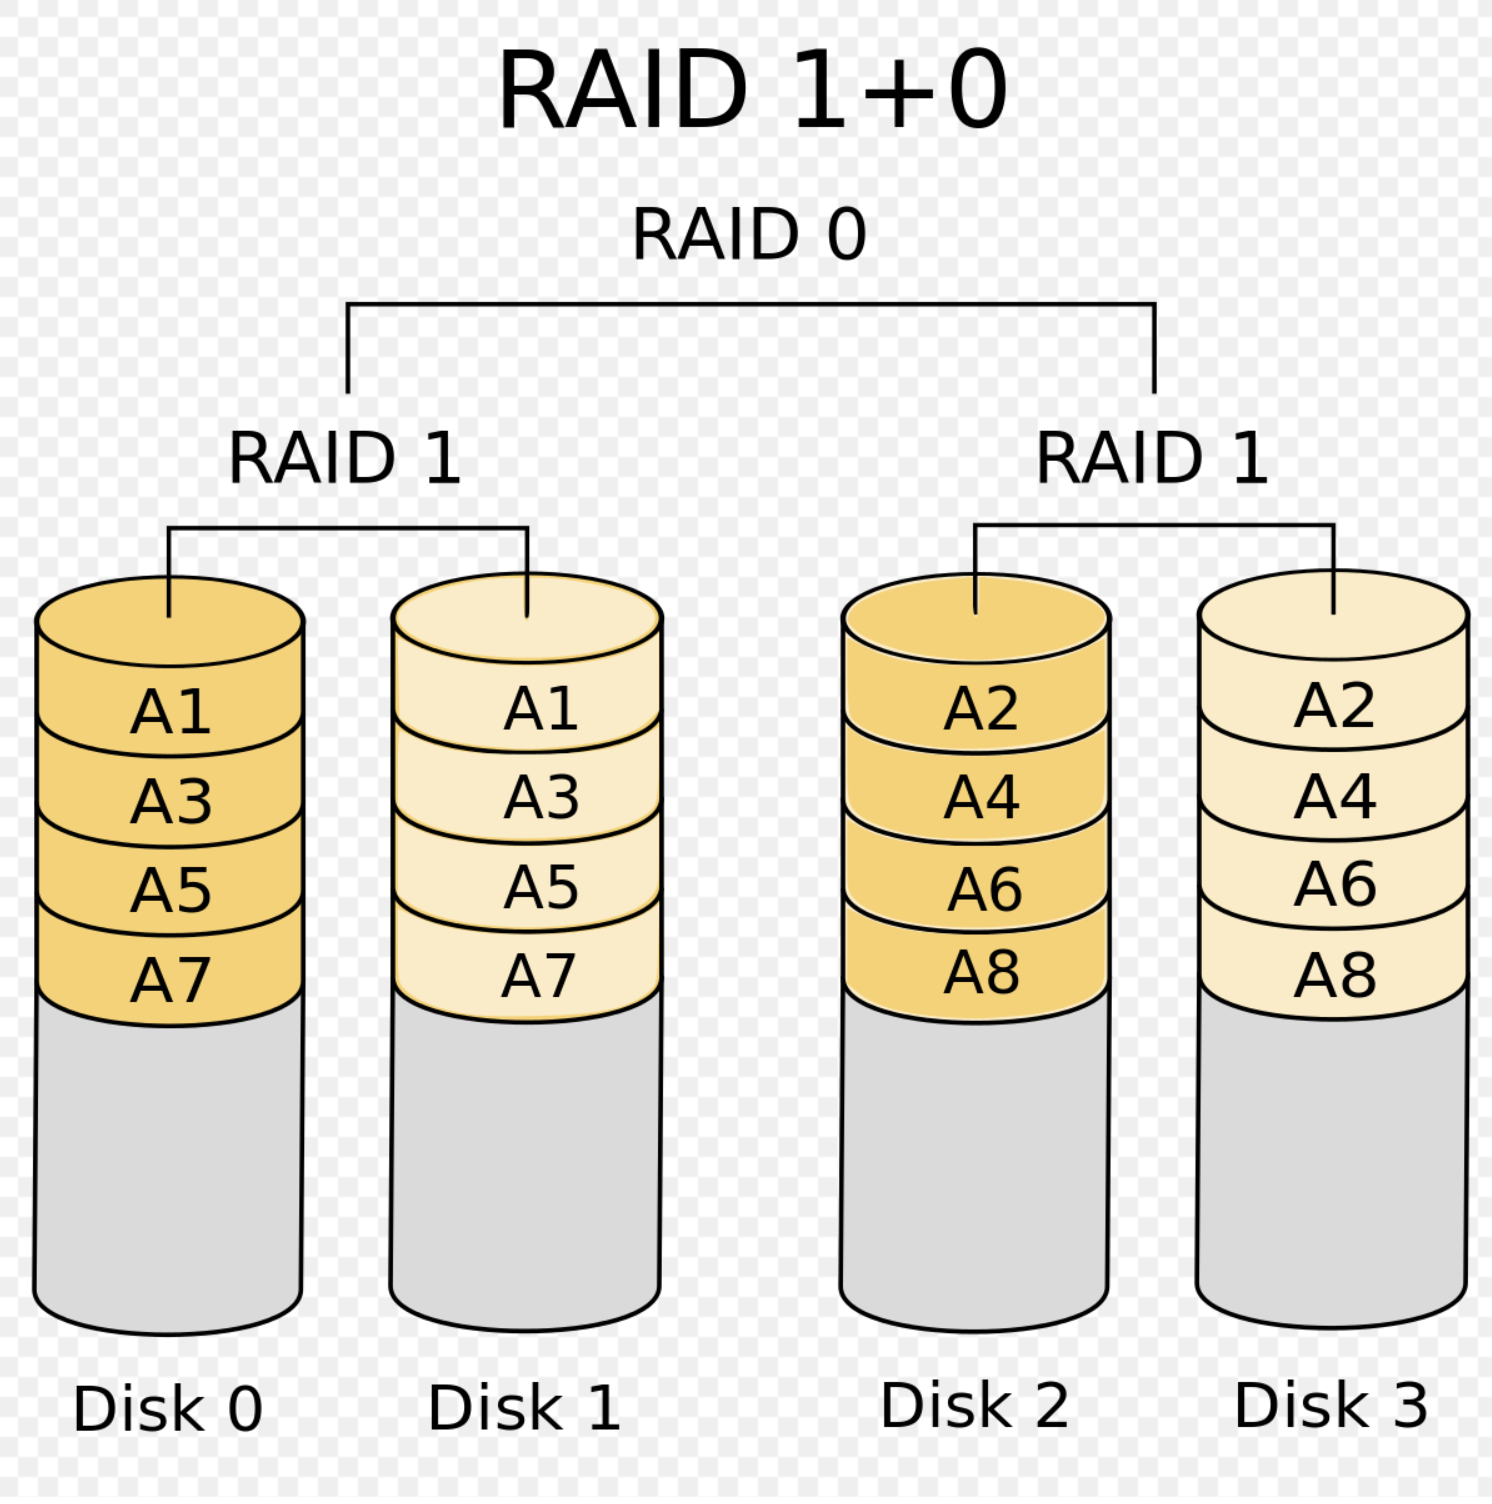 RAID 1+0
RAID 0
RAID 1 RAID 1
A1 A1 A2 A2
A3 A3 A4 A4
A5 A5 A6 A6
A7 A7 A8 A8
Disk 0 Disk 1 Disk 2 Disk 3